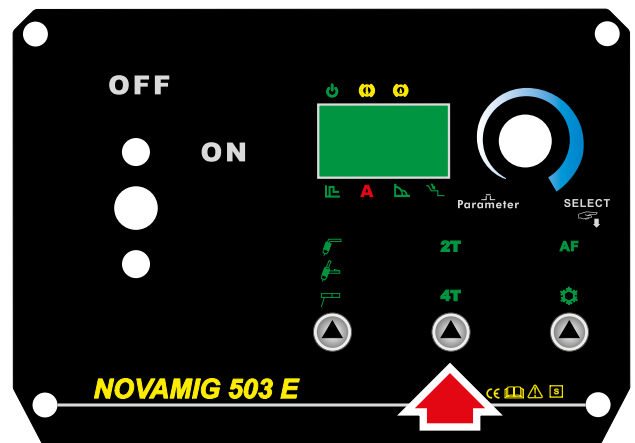 OFF
ON
A
Parameter
SELECT
2T
AF
4T
NOVAMIG 503 E
CE
S